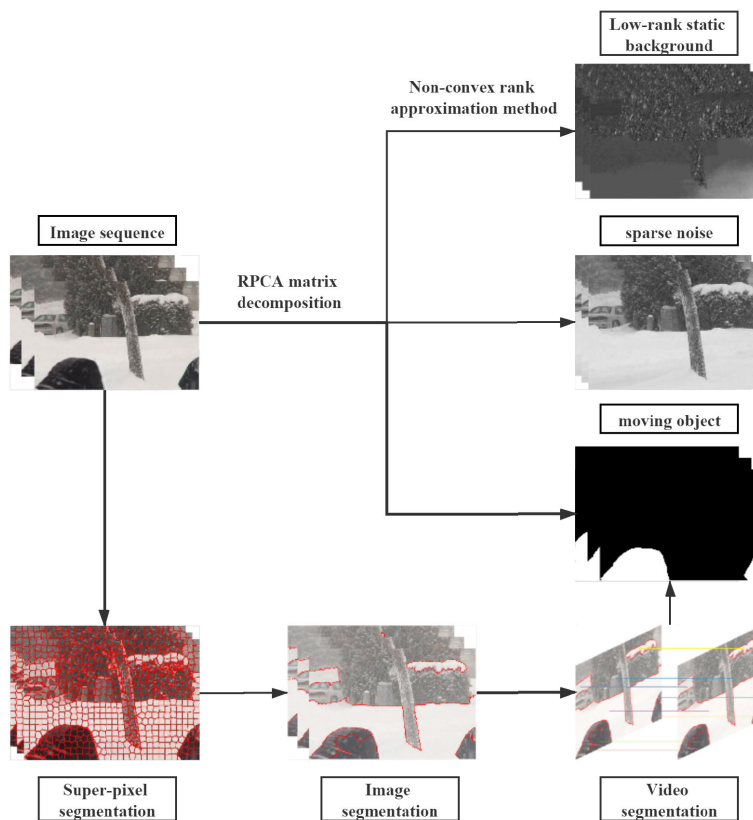 Low-rank static
background
Non-convex rank
approximation method
Image sequence
sparse noise
RPCA matrix
decomposition
moving object
Super-pixel
segmentation
Image
segmentation
Video
segmentation